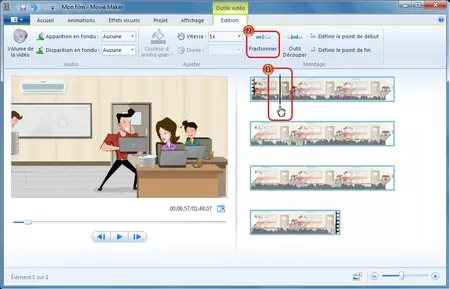 Mon film - Movie Maker
Outils vidéo
Accueil Animations Effets visuels Projet Affichage Edition
Volume de la vidéo
Apparition en fondu : Aucune
Disparition en fondu : Aucune
Audio
Couleur d'arrière-plan
Vitesse : 1x
Durée :
Ajuster
2
Fractionner
Outil Découper
Définir le point de début
Définir le point de fin
Montage
1
00:06.57/01:48.07
Élément 1 sur 1